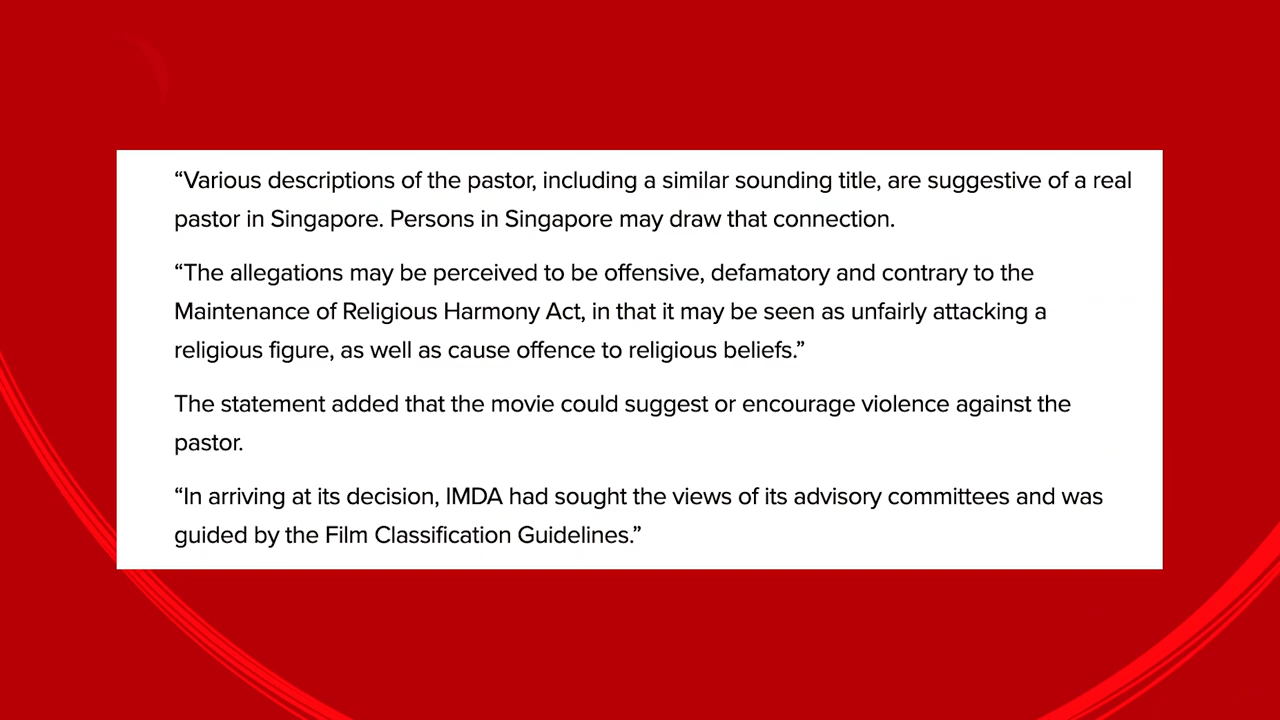 “Various descriptions of the pastor, including a similar sounding title, are suggestive of a real
pastor in Singapore. Persons in Singapore may draw that connection.
“The allegations may be perceived to be offensive, defamatory and contrary to the
Maintenance of Religious Harmony Act, in that it may be seen as unfairly attacking a
religious figure, as well as cause offence to religious beliefs.”
The statement added that the movie could suggest or encourage violence against the
pastor.
“In arriving at its decision, IMDA had sought the views of its advisory committees and was
guided by the Film Classification Guidelines.”